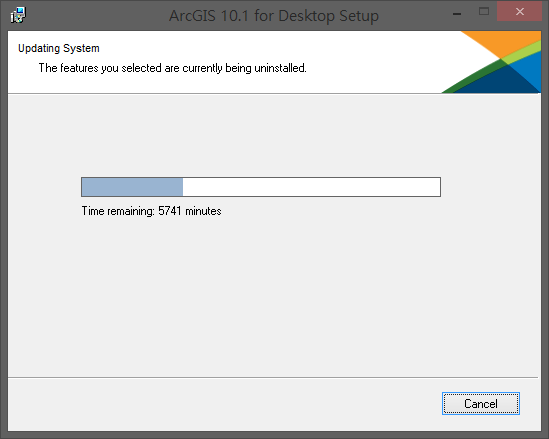 ArcGIS 10.1 for Desktop Setup
Updating System
The features you selected are currently being uninstalled.
Time remaining: 5741 minutes
Cancel